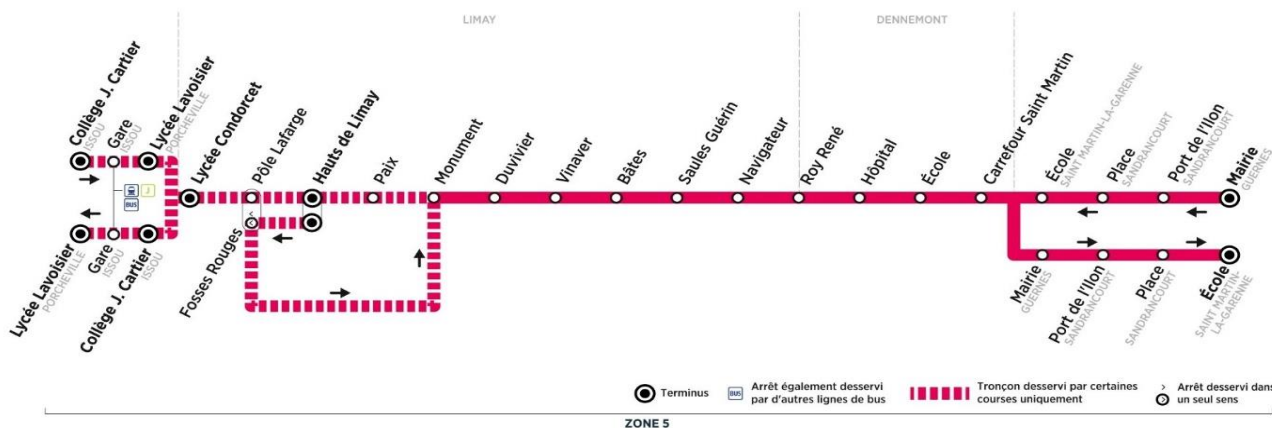 LIMAY
DENNEMONT
Collège J. Cartier
ISSOU
Gare
ISSOU
Lycée Lavoisier
PORCHEVILLE
Lycée Condorcet
Pôle Lafarge
Hauts de Limay
Paix
Monument
Duvivier
Vinaver
Bâtes
Saules Guérin
Navigateur
Roy René
Hôpital
École
Carrefour Saint Martin
École
SAINT MARTIN-LA-GARENNE
Place
SANDRANCOURT
Port de l'Ilon
SANDRANCOURT
Mairie
GUERNES
J
BUS
Lycée Lavoisier
PORCHEVILLE
Gare
ISSOU
Collège J. Cartier
ISSOU
Fosses Rouges
Mairie
GUERNES
Port de l'Ilon
SANDRANCOURT
Place
SANDRANCOURT
École
SAINT MARTIN-
LA-GARENNE
Terminus
BUS
Arrêt également desservi
par d'autres lignes de bus
Tronçon desservi par certaines
courses uniquement
Arrêt desservi dans
un seul sens
ZONE 5